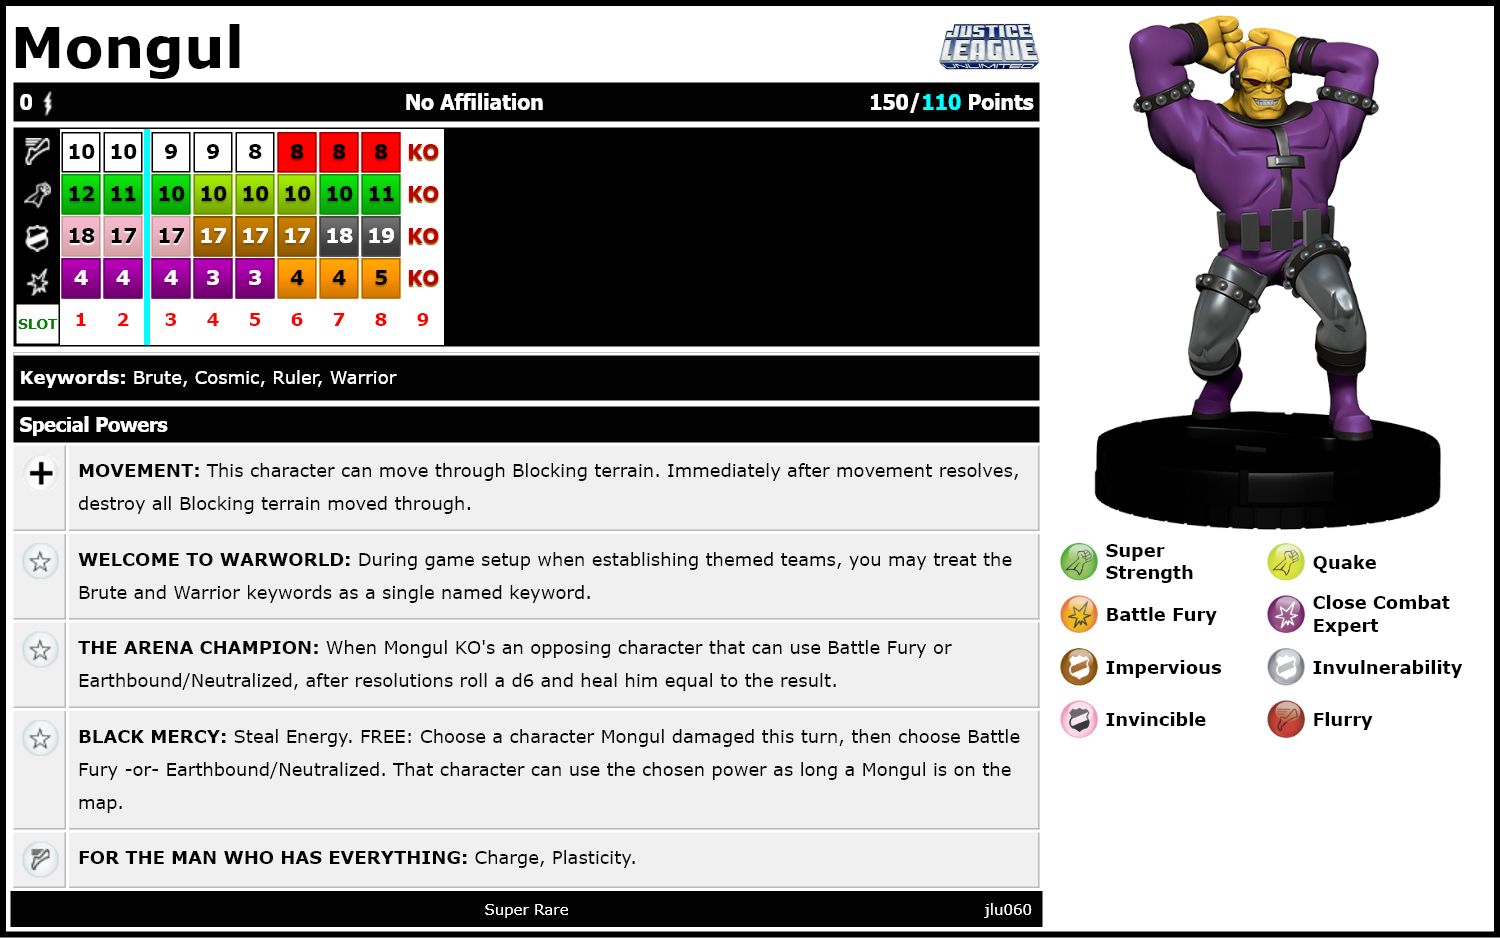 Mongul
JUSTICE
LEAGUE
UNLIMITED
0 No Affiliation 150/110 Points
10 10 9 9 8 8 8 8 KO
12 11 10 10 10 10 10 11 KO
18 17 17 17 17 17 18 19 KO
4 4 4 3 3 4 4 5 KO
SLOT 1 2 3 4 5 6 7 8 9
Keywords: Brute, Cosmic, Ruler, Warrior
Special Powers
MOVEMENT: This character can move through Blocking terrain. Immediately after movement resolves,
destroy all Blocking terrain moved through.
WELCOME TO WARWORLD: During game setup when establishing themed teams, you may treat the
Brute and Warrior keywords as a single named keyword.
THE ARENA CHAMPION: When Mongul KO's an opposing character that can use Battle Fury or
Earthbound/Neutralized, after resolutions roll a d6 and heal him equal to the result.
BLACK MERCY: Steal Energy. FREE: Choose a character Mongul damaged this turn, then choose Battle
Fury -or- Earthbound/Neutralized. That character can use the chosen power as long a Mongul is on the
map.
FOR THE MAN WHO HAS EVERYTHING: Charge, Plasticity.
Super Rare jlu060
Super
Strength
Quake
Battle Fury
Close Combat
Expert
Impervious
Invulnerability
Invincible
Flurry